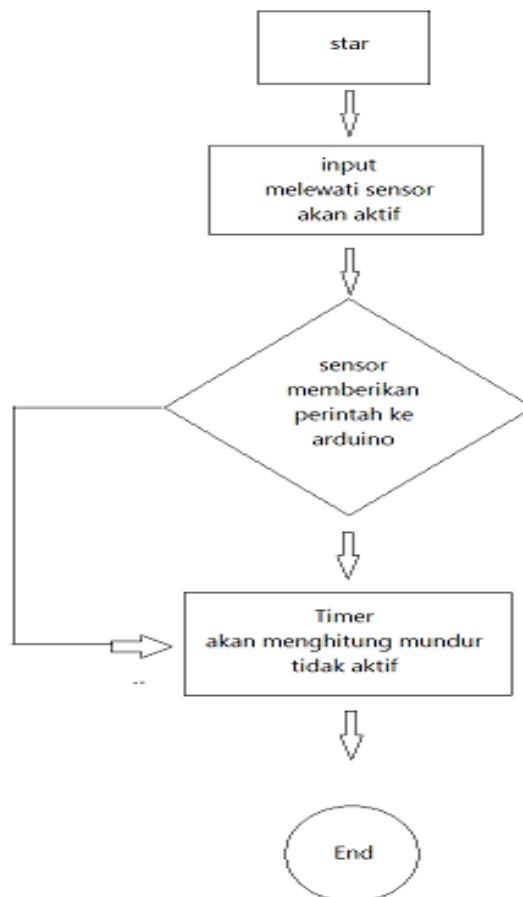 star
input
melewati sensor
akan aktif
sensor
memberikan
perintah ke
arduino
Timer
akan menghitung mundur
tidak aktif
--
End